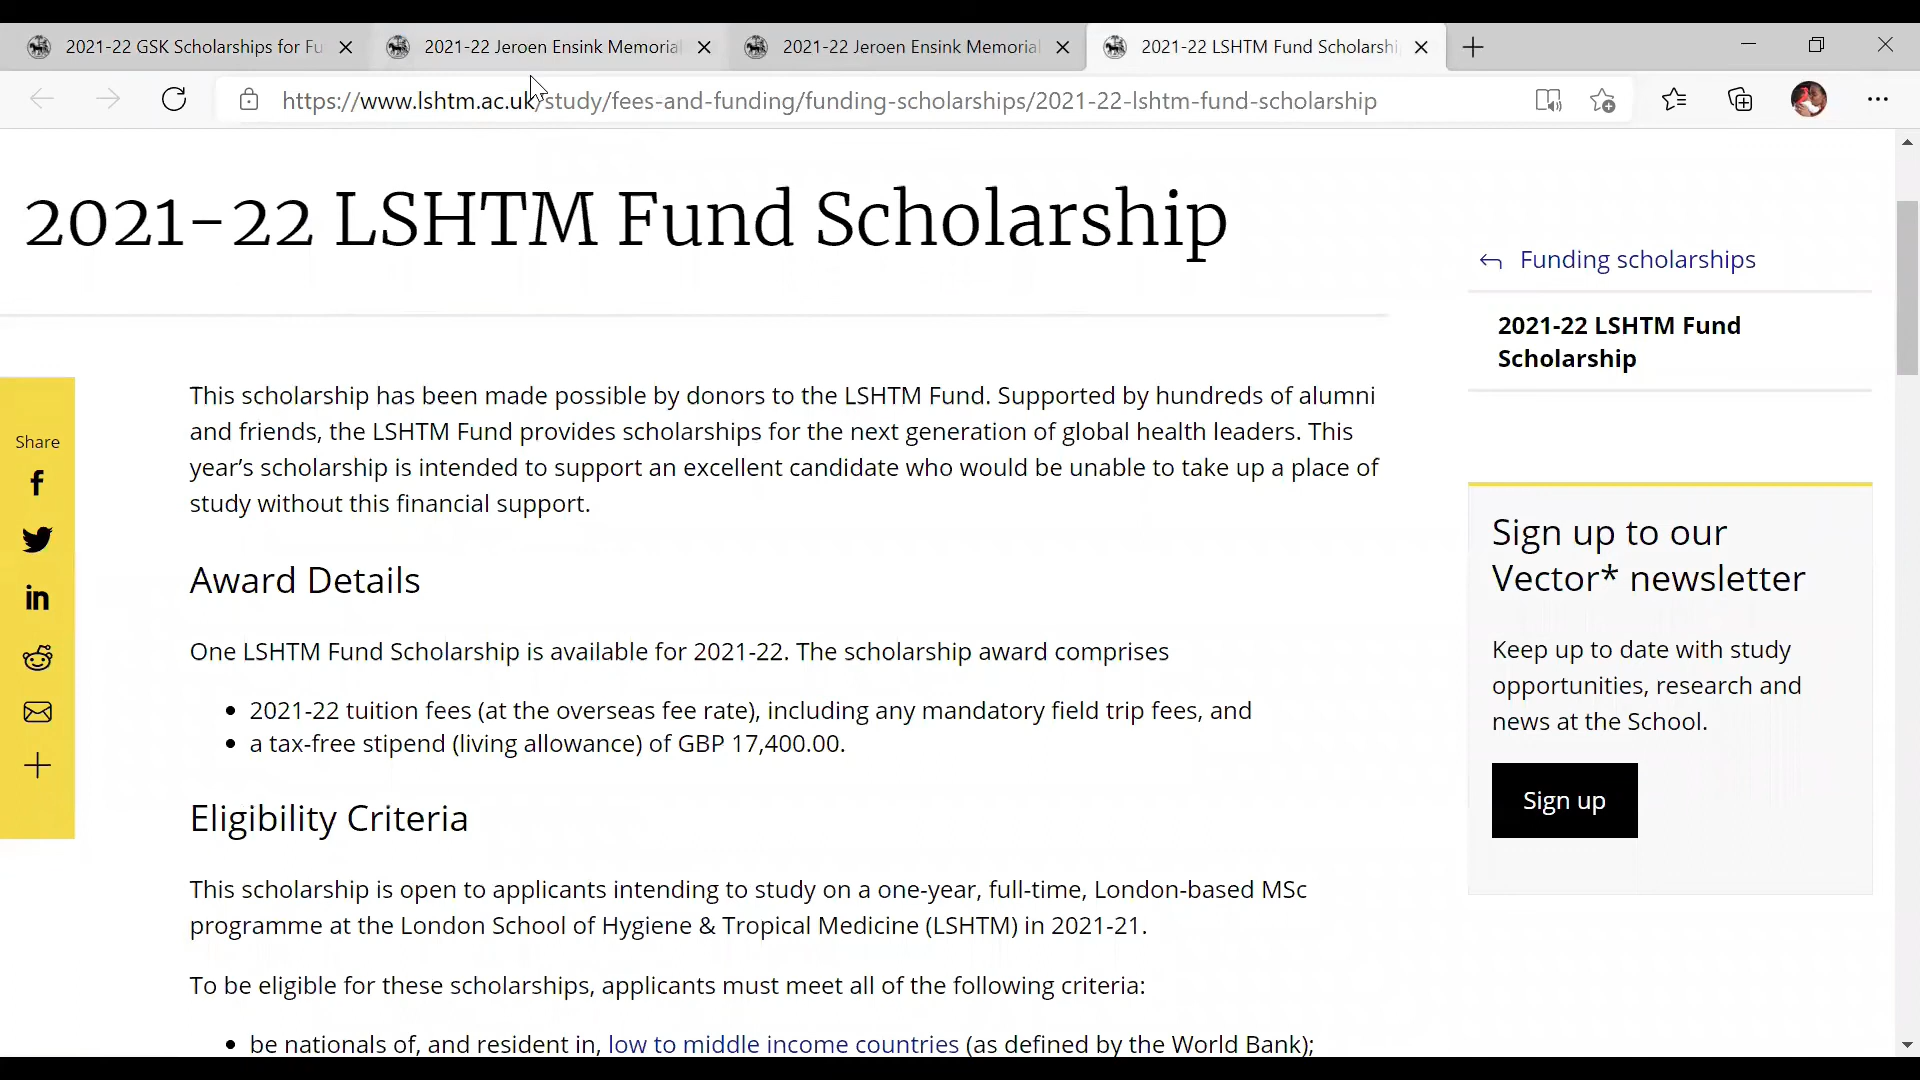 2021-22 GSK Scholarships for Fu
2021-22 Jeroen Ensink Memorial
2021-22 Jeroen Ensink Memorial
2021-22 LSHTM Fund Scholarshi
https://www.lshtm.ac.uk/study/fees-and-funding/funding-scholarships/2021-22-lshtm-fund-scholarship
2021-22 LSHTM Fund Scholarship
Funding scholarships
2021-22 LSHTM Fund
Scholarship
Share
This scholarship has been made possible by donors to the LSHTM Fund. Supported by hundreds of alumni
and friends, the LSHTM Fund provides scholarships for the next generation of global health leaders. This
year’s scholarship is intended to support an excellent candidate who would be unable to take up a place of
study without this financial support.
Award Details
One LSHTM Fund Scholarship is available for 2021-22. The scholarship award comprises
• 2021-22 tuition fees (at the overseas fee rate), including any mandatory field trip fees, and
• a tax-free stipend (living allowance) of GBP 17,400.00.
Eligibility Criteria
This scholarship is open to applicants intending to study on a one-year, full-time, London-based MSc
programme at the London School of Hygiene & Tropical Medicine (LSHTM) in 2021-21.
To be eligible for these scholarships, applicants must meet all of the following criteria:
• be nationals of, and resident in, low to middle income countries (as defined by the World Bank);
Sign up to our
Vector* newsletter
Keep up to date with study
opportunities, research and
news at the School.
Sign up